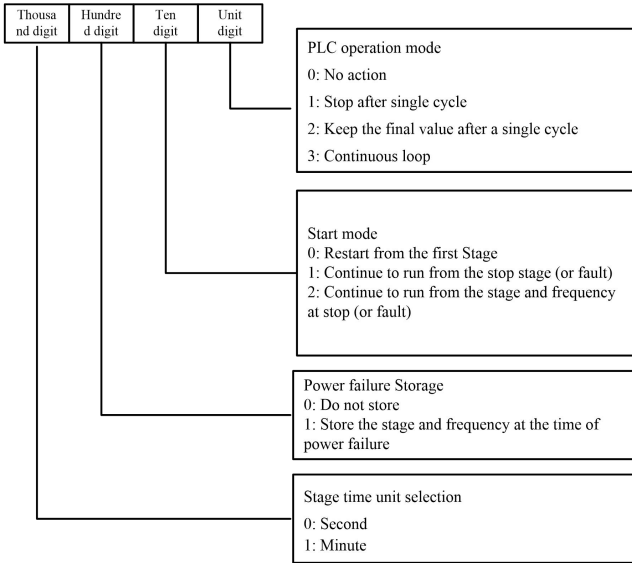 Thousa
nd digit
Hundre
d digit
Ten
digit
Unit
digit
PLC operation mode
0: No action
1: Stop after single cycle
2: Keep the final value after a single cycle
3: Continuous loop
Start mode
0: Restart from the first Stage
1: Continue to run from the stop stage (or fault)
2: Continue to run from the stage and frequency
at stop (or fault)
Power failure Storage
0: Do not store
1: Store the stage and frequency at the time of
power failure
Stage time unit selection
0: Second
1: Minute